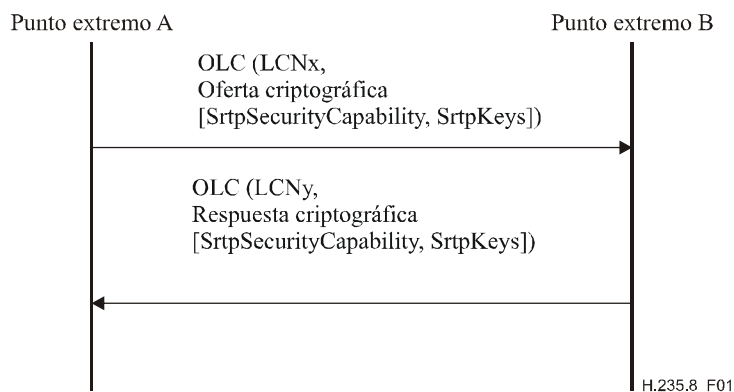 Punto extremo A
Punto extremo B
OLC (LCNx,
Oferta criptográfica
[SrtpSecurityCapability, SrtpKeys])
OLC (LCNy,
Respuesta criptográfica
[SrtpSecurityCapability, SrtpKeys])
H.235.8_F01